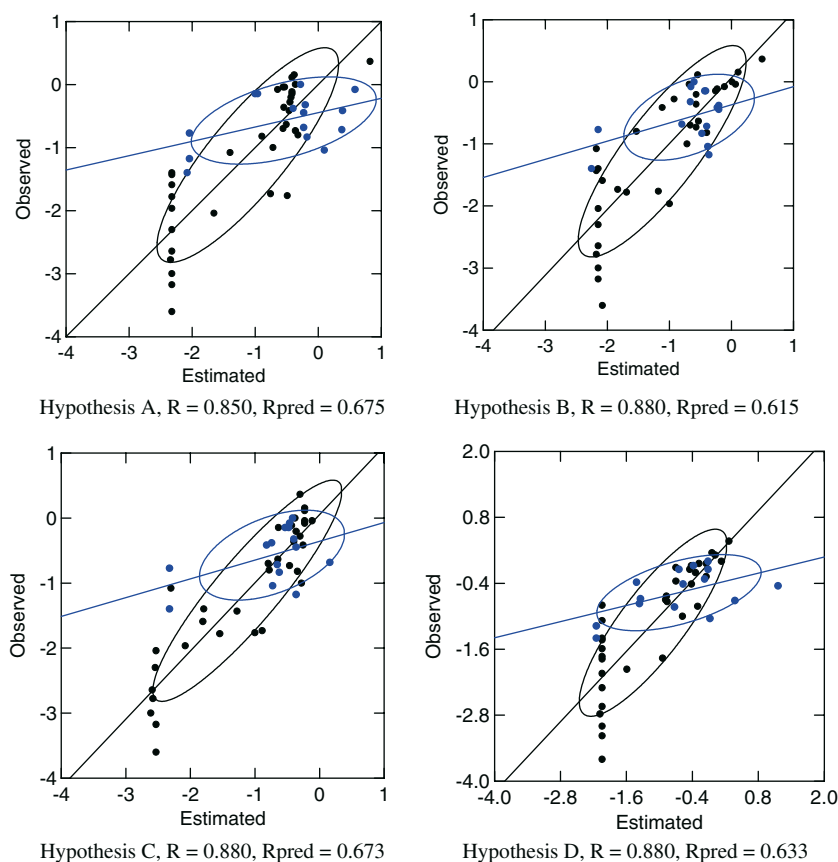 1
0
-1
-2
-3
-4
Observed
-4 -3 -2 -1 0 1
Estimated
Hypothesis A, R = 0.850, Rpred = 0.675
1
0
-1
-2
-3
-4
Observed
-4 -3 -2 -1 0 1
Estimated
Hypothesis B, R = 0.880, Rpred = 0.615
1
0
-1
-2
-3
-4
Observed
-4 -3 -2 -1 0 1
Estimated
Hypothesis C, R = 0.880, Rpred = 0.673
2.0
0.8
-0.4
-1.6
-2.8
-4.0
Observed
-4.0 -2.8 -1.6 -0.4 0.8 2.0
Estimated
Hypothesis D, R = 0.880, Rpred = 0.633